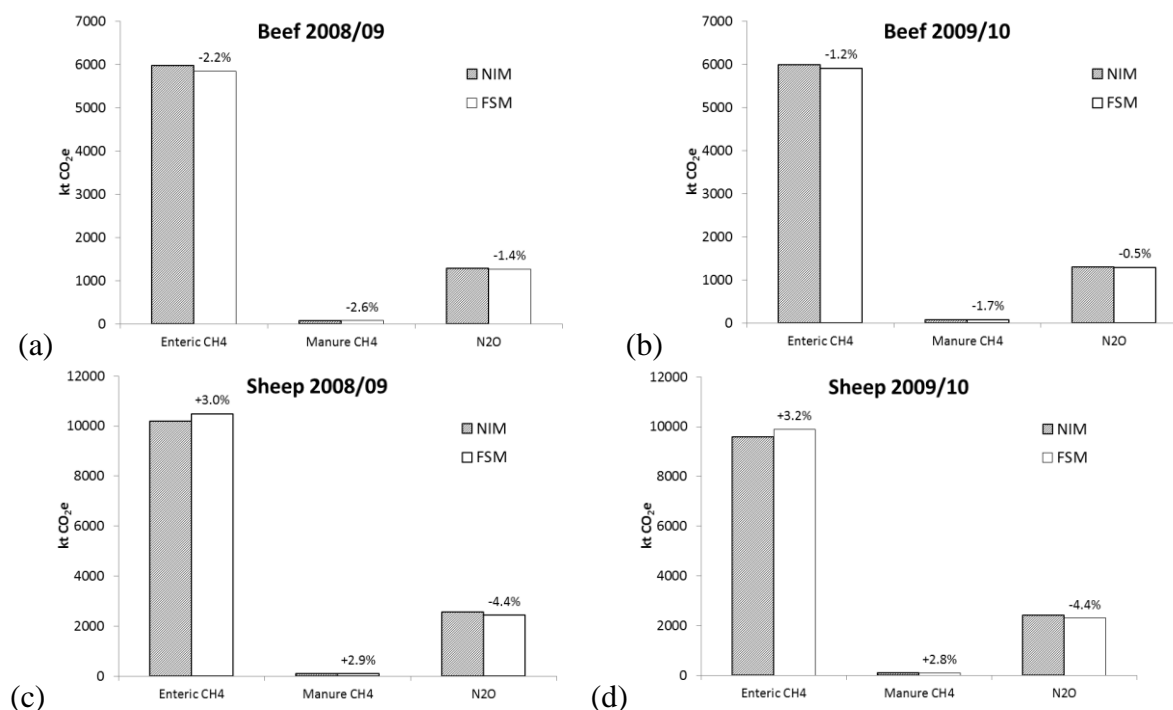 Beef 2008/09
7000
6000
5000
4000
3000
2000
1000
0
kt CO₂e
-2.2%
-2.6%
-1.4%
NIM
FSM
Enteric CH4
Manure CH4
N2O
(a)
Beef 2009/10
7000
6000
5000
4000
3000
2000
1000
0
kt CO₂e
-1.2%
-1.7%
-0.5%
NIM
FSM
Enteric CH4
Manure CH4
N2O
(b)
Sheep 2008/09
12000
10000
8000
6000
4000
2000
0
kt CO₂e
+3.0%
+2.9%
-4.4%
NIM
FSM
Enteric CH4
Manure CH4
N2O
(c)
Sheep 2009/10
12000
10000
8000
6000
4000
2000
0
kt CO₂e
+3.2%
+2.8%
-4.4%
NIM
FSM
Enteric CH4
Manure CH4
N2O
(d)